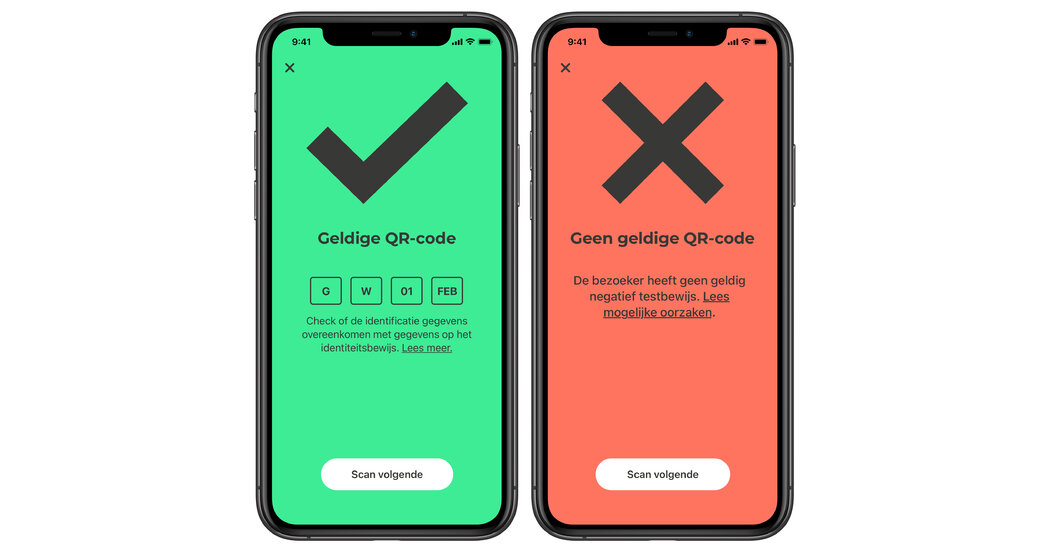 9:41
Geldige QR-code
G W 01 FEB
Check of de identificatie gegevens
overeenkomen met gegevens op het
identiteitsbewijs. Lees meer.
Scan volgende
9:41
Geen geldige QR-code
De bezoeker heeft geen geldig
negatief testbewijs. Lees
mogelijke oorzaken.
Scan volgende